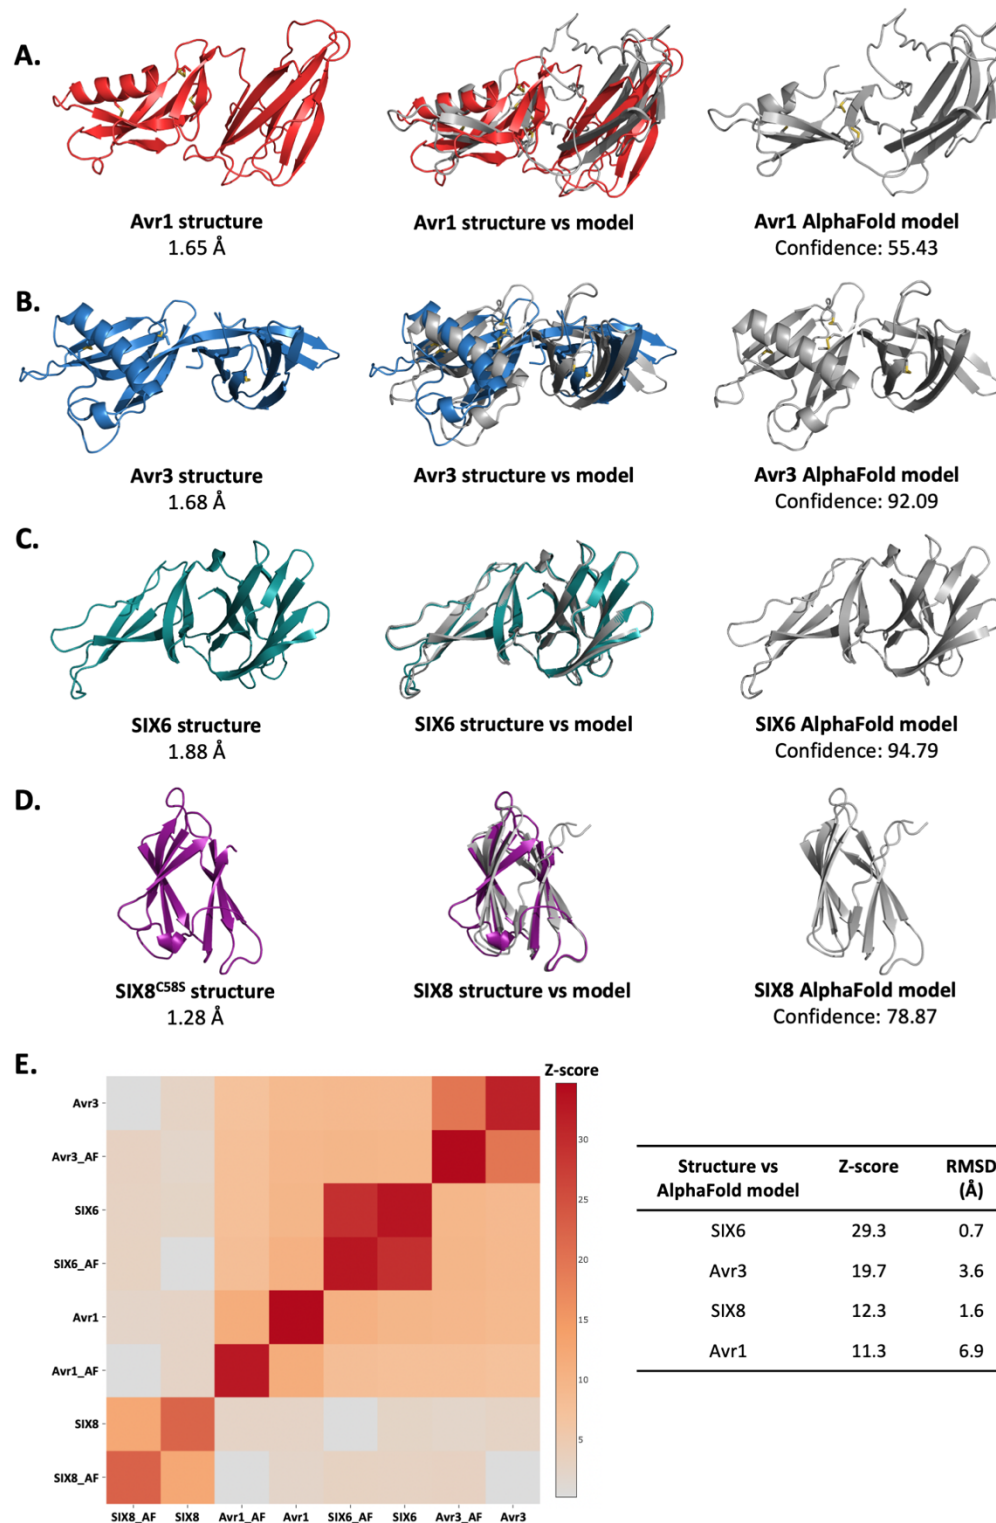 A.
Avr1 structure
1.65 Å
Avr1 structure vs model
Avr1 AlphaFold model
Confidence: 55.43
B.
Avr3 structure
1.68 Å
Avr3 structure vs model
Avr3 AlphaFold model
Confidence: 92.09
C.
SIX6 structure
1.88 Å
SIX6 structure vs model
SIX6 AlphaFold model
Confidence: 94.79
D.
SIX8C58S structure
1.28 Å
SIX8 structure vs model
SIX8 AlphaFold model
Confidence: 78.87
E.
Z-score
30
25
20
15
10
5
Avr3
Avr3_AF
SIX6
SIX6_AF
Avr1
Avr1_AF
SIX8
SIX8_AF
SIX8_AF SIX8 Avr1_AF Avr1 SIX6_AF SIX6 Avr3_AF Avr3
Structure vs AlphaFold model Z-score RMSD (Å)
SIX6 29.3 0.7
Avr3 19.7 3.6
SIX8 12.3 1.6
Avr1 11.3 6.9